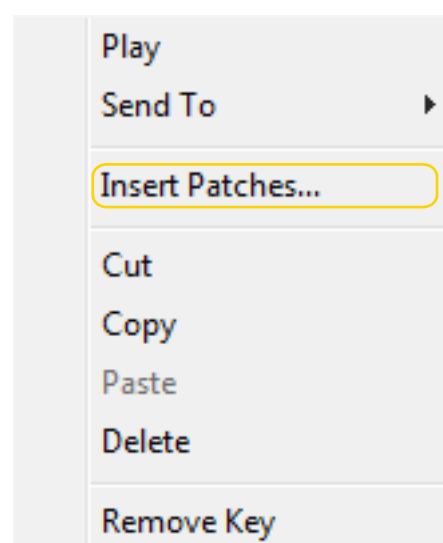 Play
Send To
Insert Patches...
Cut
Copy
Paste
Delete
Remove Key